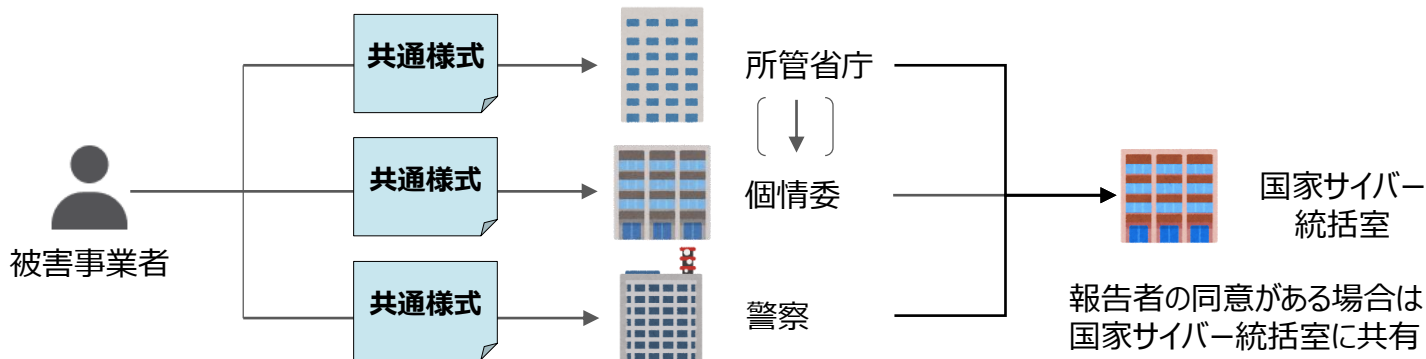 共通様式
所管省庁
共通様式
個情委
国家サイバー
統括室
被害事業者
共通様式
警察
報告者の同意がある場合は
国家サイバー統括室に共有